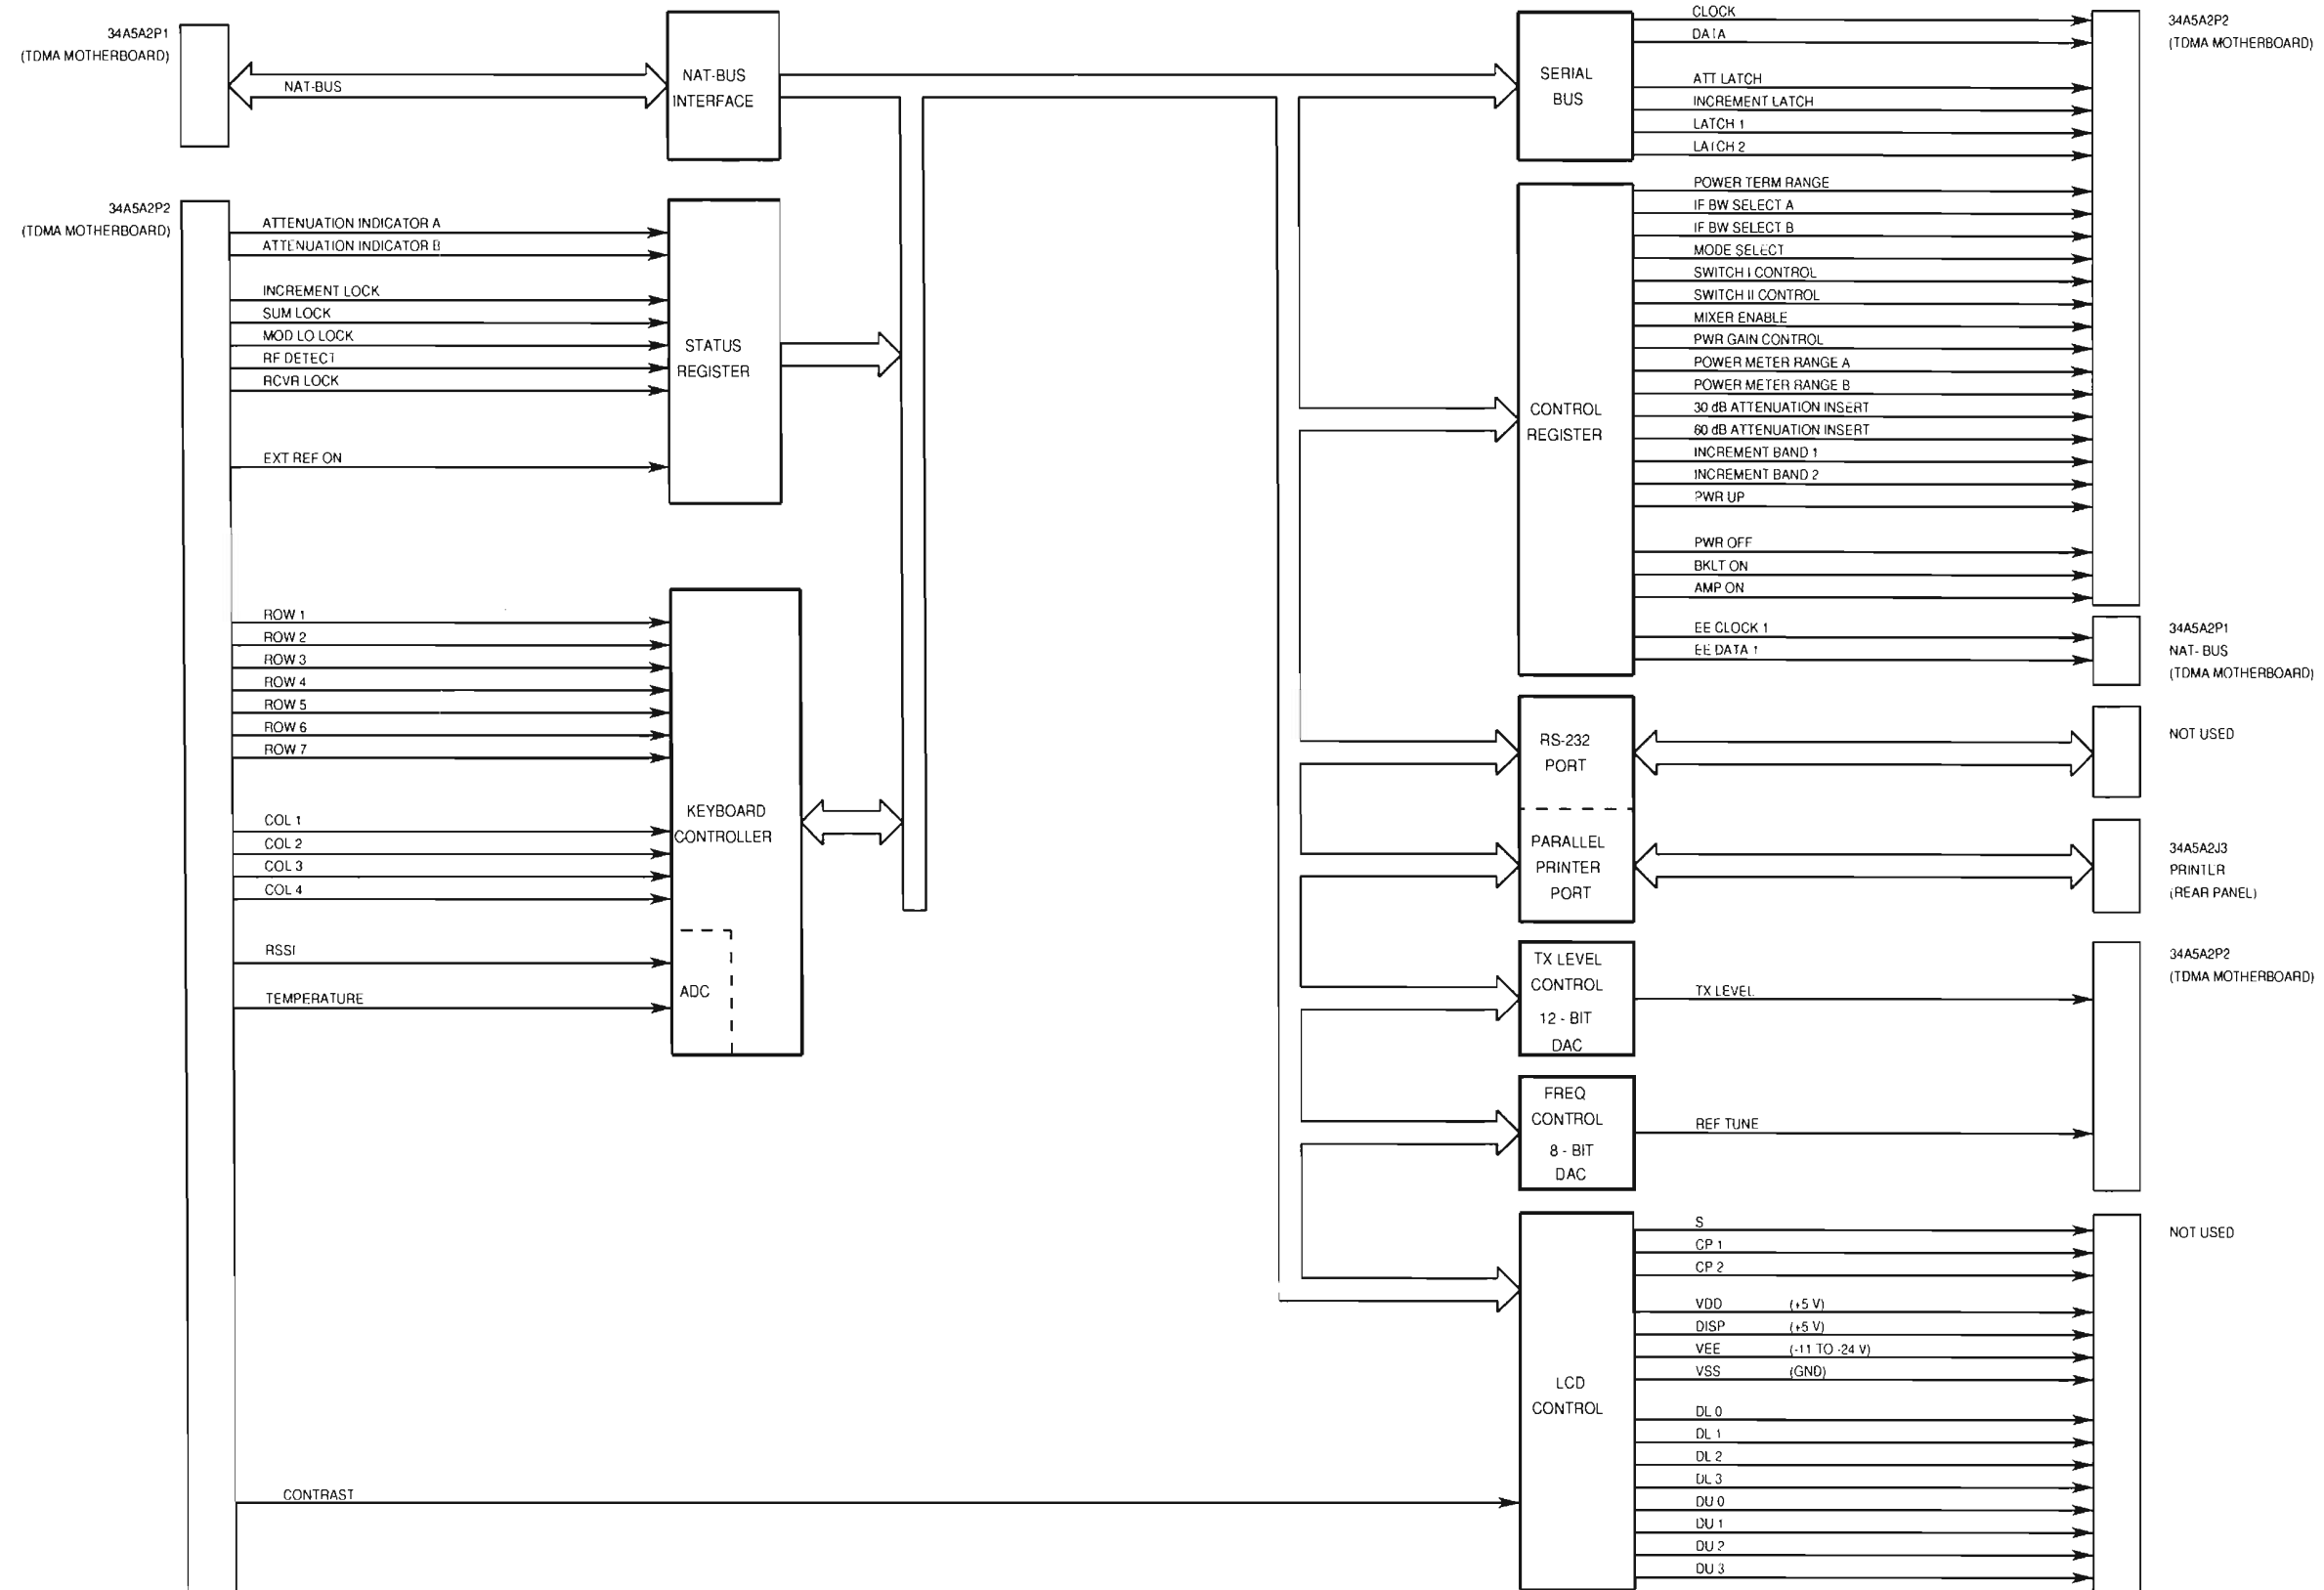 34A5A2P1
(TDMA MOTHERBOARD)
NAT-BUS
NAT-BUS
INTERFACE
34A5A2P2
(TDMA MOTHERBOARD)
ATTENUATION INDICATOR A
ATTENUATION INDICATOR B
INCREMENT LOCK
SUM LOCK
MOD LO LOCK
RF DETECT
RCVR LOCK
EXT REF ON
STATUS
REGISTER
ROW 1
ROW 2
ROW 3
ROW 4
ROW 5
ROW 6
ROW 7
COL 1
COL 2
COL 3
COL 4
RSSI
TEMPERATURE
KEYBOARD
CONTROLLER
ADC
CONTRAST
SERIAL
BUS
CLOCK
DATA
ATT LATCH
INCREMENT LATCH
LATCH 1
LATCH 2
34A5A2P2
(TDMA MOTHERBOARD)
CONTROL
REGISTER
POWER TERM RANGE
IF BW SELECT A
IF BW SELECT B
MODE SELECT
SWITCH I CONTROL
SWITCH II CONTROL
MIXER ENABLE
PWR GAIN CONTROL
POWER METER RANGE A
POWER METER RANGE B
30 dB ATTENUATION INSERT
60 dB ATTENUATION INSERT
INCREMENT BAND 1
INCREMENT BAND 2
PWR UP
PWR OFF
BKLT ON
AMP ON
EE CLOCK 1
EE DATA 1
34A5A2P1
NAT- BUS
(TDMA MOTHERBOARD)
RS-232
PORT
NOT USED
PARALLEL
PRINTER
PORT
34A5A2J3
PRINTER
(REAR PANEL)
TX LEVEL
CONTROL
12 - BIT
DAC
TX LEVEL
34A5A2P2
(TDMA MOTHERBOARD)
FREQ
CONTROL
8 - BIT
DAC
REF TUNE
LCD
CONTROL
S
CP 1
CP 2
VDD (+5 V)
DISP (+5 V)
VEE (-11 TO -24 V)
VSS (GND)
DL 0
DL 1
DL 2
DL 3
DU 0
DU 1
DU 2
DU 3
NOT USED